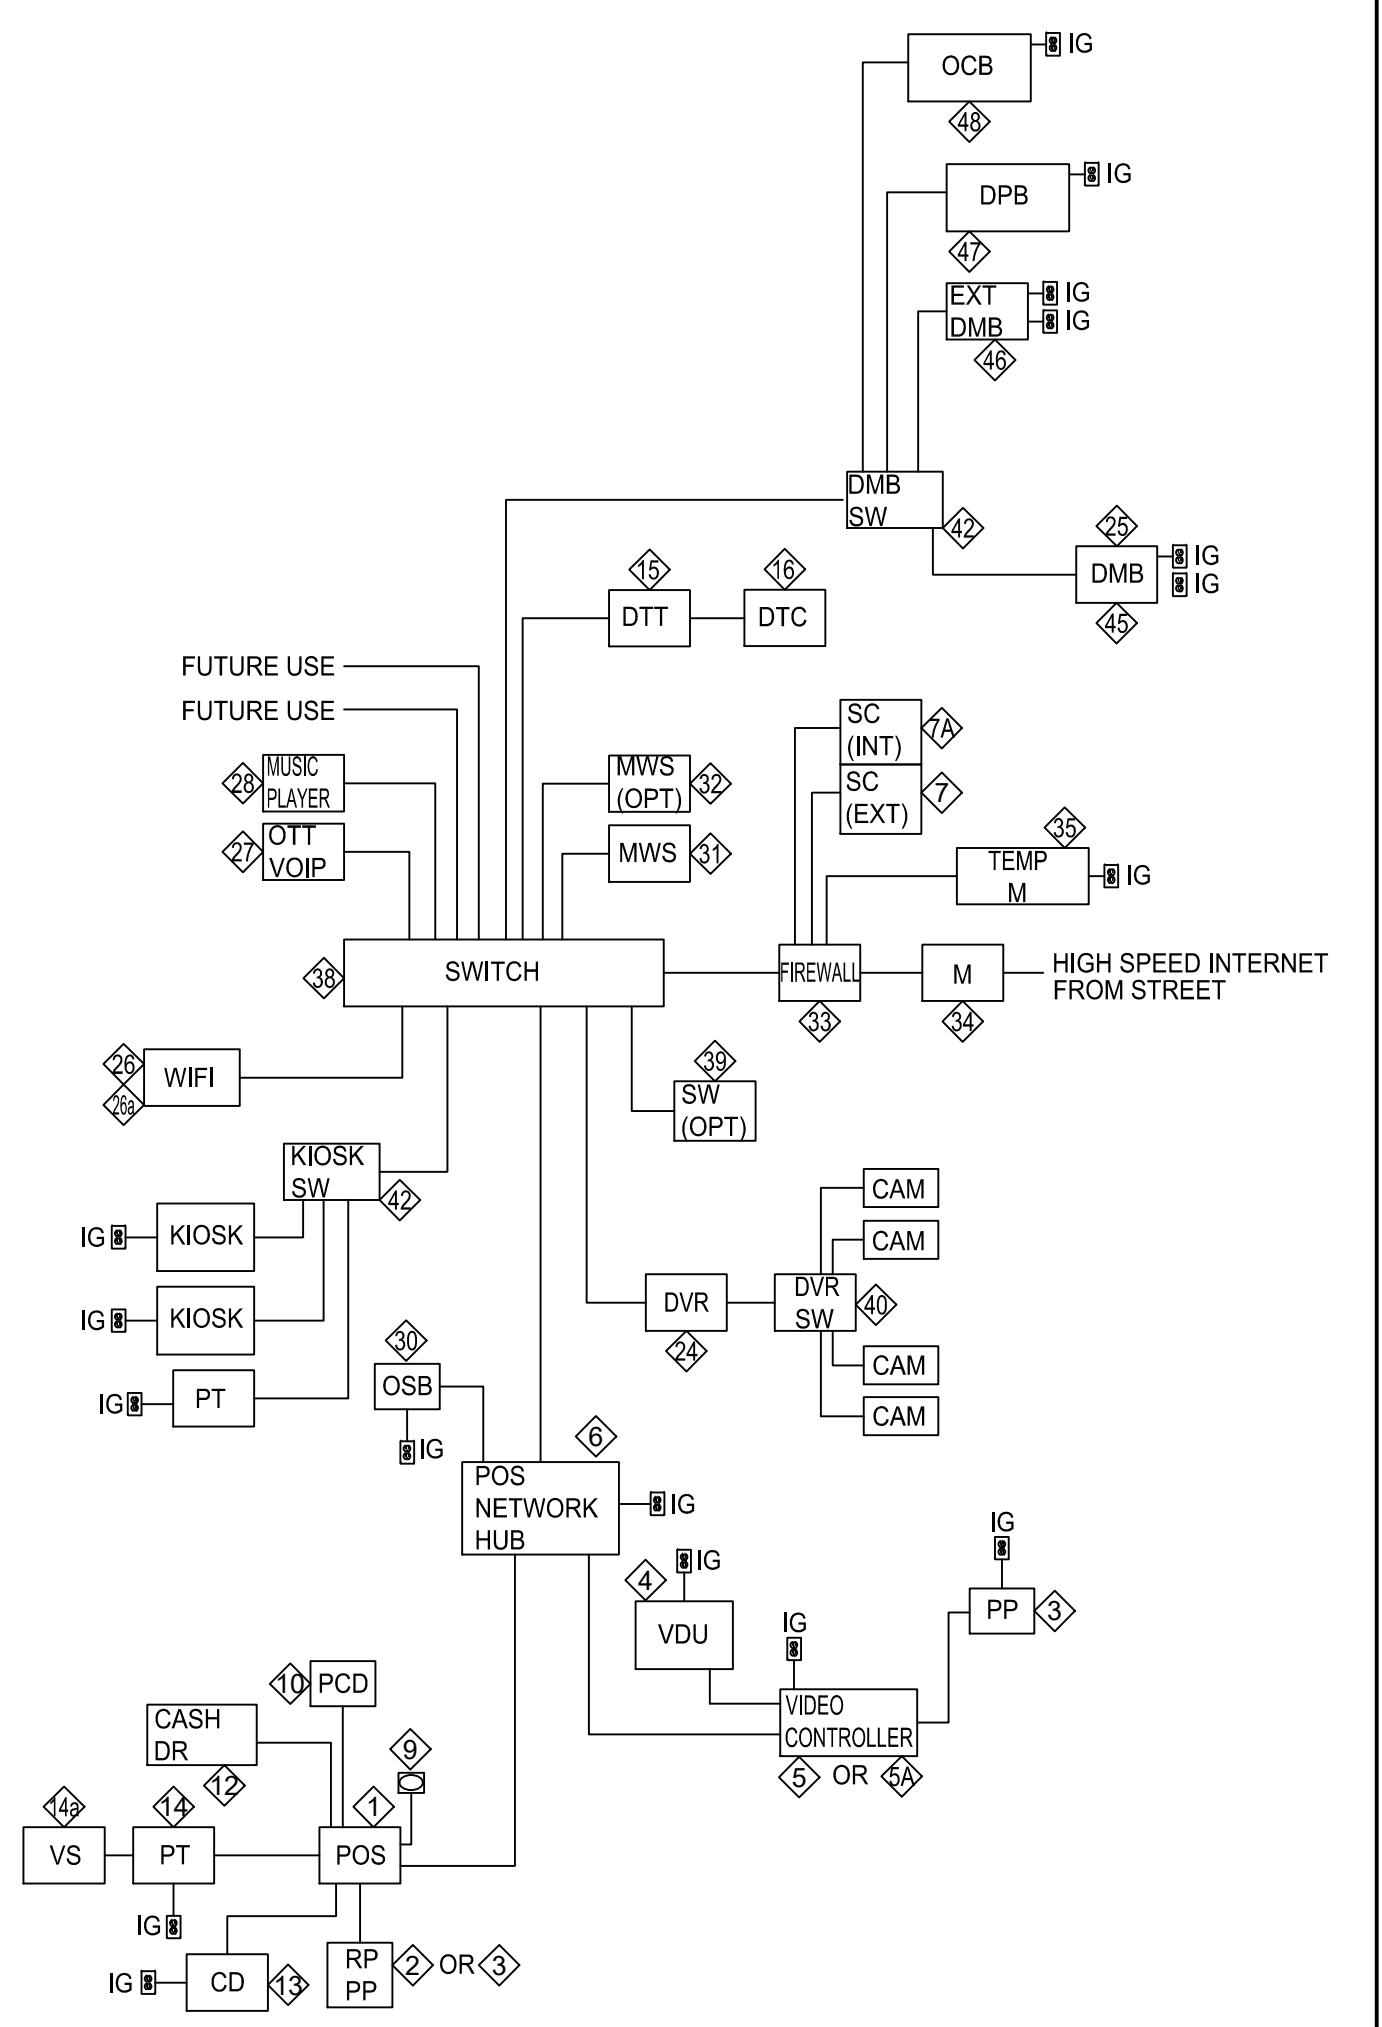 OCB
IG
48
DPB
IG
47
EXT
DMB
IG
IG
46
DMB
SW
42
25
DMB
IG
IG
45
15
DTT
16
DTC
FUTURE USE
FUTURE USE
28
MUSIC
PLAYER
27
OTT
VOIP
MWS
(OPT)
32
MWS
31
SC
(INT)
7A
SC
(EXT)
7
35
TEMP
M
IG
38
SWITCH
FIREWALL
33
M
34
HIGH SPEED INTERNET
FROM STREET
26
26a
WIFI
39
SW
(OPT)
KIOSK
SW
42
IG
KIOSK
IG
KIOSK
IG
PT
CAM
CAM
DVR
24
DVR
SW
40
CAM
CAM
30
OSB
IG
6
POS
NETWORK
HUB
IG
4
IG
VDU
IG
PP
3
IG
VIDEO
CONTROLLER
5 OR 5A
10
PCD
CASH
DR
12
9
14a
VS
14
PT
IG
1
POS
IG
CD
13
RP
PP
2 OR 3